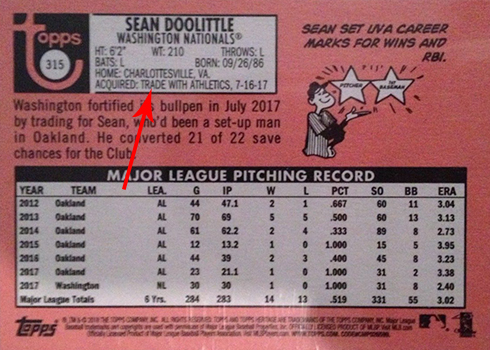 topps
315
SEAN DOOLITTLE
WASHINGTON NATIONALS®
HT: 6'2" WT: 210 THROWS: L
BATS: L BORN: 09/26/86
HOME: CHARLOTTESVILLE, VA.
ACQUIRED: TRADE WITH ATHLETICS, 7-16-17
SEAN SET UVA CAREER
MARKS FOR WINS AND
RBI.
PITCHER
1ST BASEMAN
Washington fortified its bullpen in July 2017
by trading for Sean, who'd been a set-up man
in Oakland. He converted 21 of 22 save
chances for the Club.
MAJOR LEAGUE PITCHING RECORD
YEAR TEAM LEA. G IP W L PCT SO BB ERA
2012 Oakland AL 44 47.1 2 1 .667 60 11 3.04
2013 Oakland AL 70 69 5 5 .500 60 13 3.13
2014 Oakland AL 61 62.2 2 4 .333 89 8 2.73
2015 Oakland AL 12 13.2 1 0 1.000 15 5 3.95
2016 Oakland AL 44 39 2 3 .400 45 8 3.23
2017 Oakland AL 23 21.1 1 0 1.000 31 2 3.38
2017 Washington NL 30 30 1 0 1.000 31 8 2.40
Major League Totals 6 Yrs. 284 283 14 13 .519 331 55 3.02
TOPPS